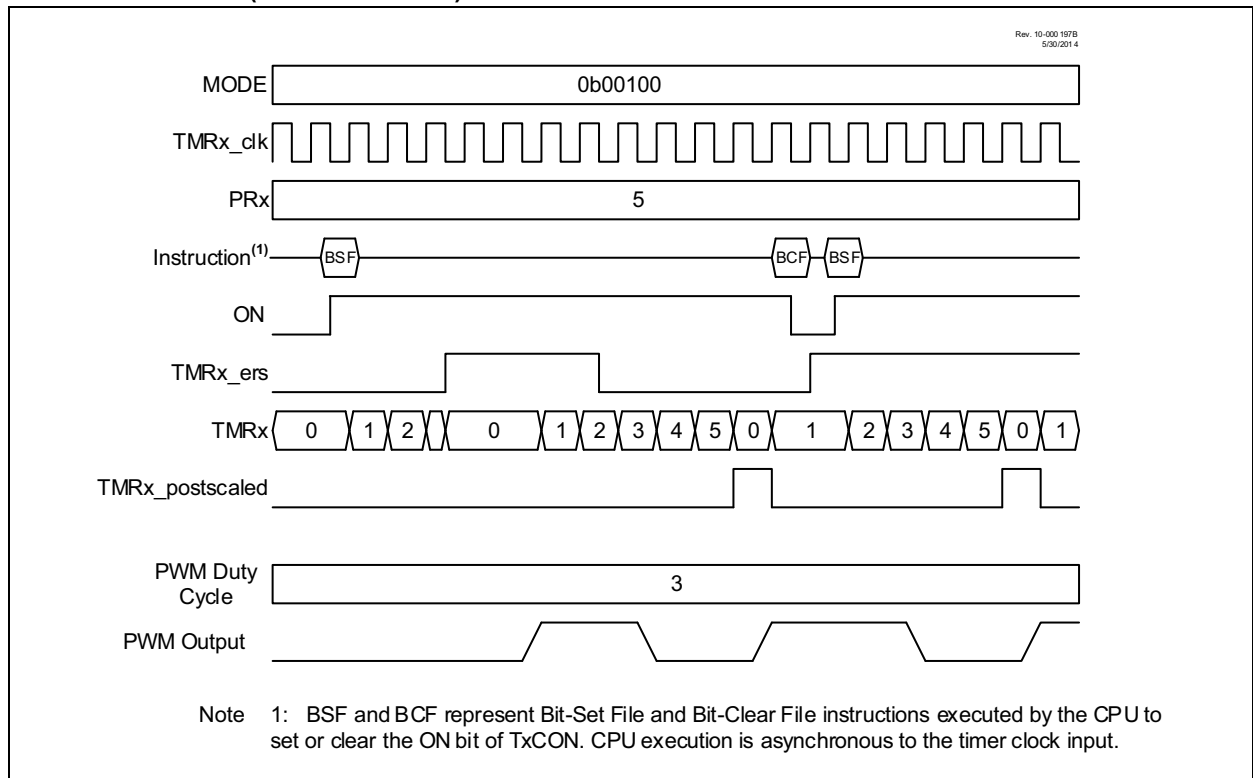 Rev. 10-000 197B
5/30/201 4
MODE
0b00100
TMRx_clk
PRx
5
Instruction(1)
BSF
BCF
BSF
ON
TMRx_ers
TMRx
0 1 2 0 1 2 3 4 5 0 1 2 3 4 5 0 1
TMRx_postscaled
PWM Duty
Cycle
3
PWM Output
Note 1: BSF and BCF represent Bit-Set File and Bit-Clear File instructions executed by the CPU to
set or clear the ON bit of TxCON. CPU execution is asynchronous to the timer clock input.